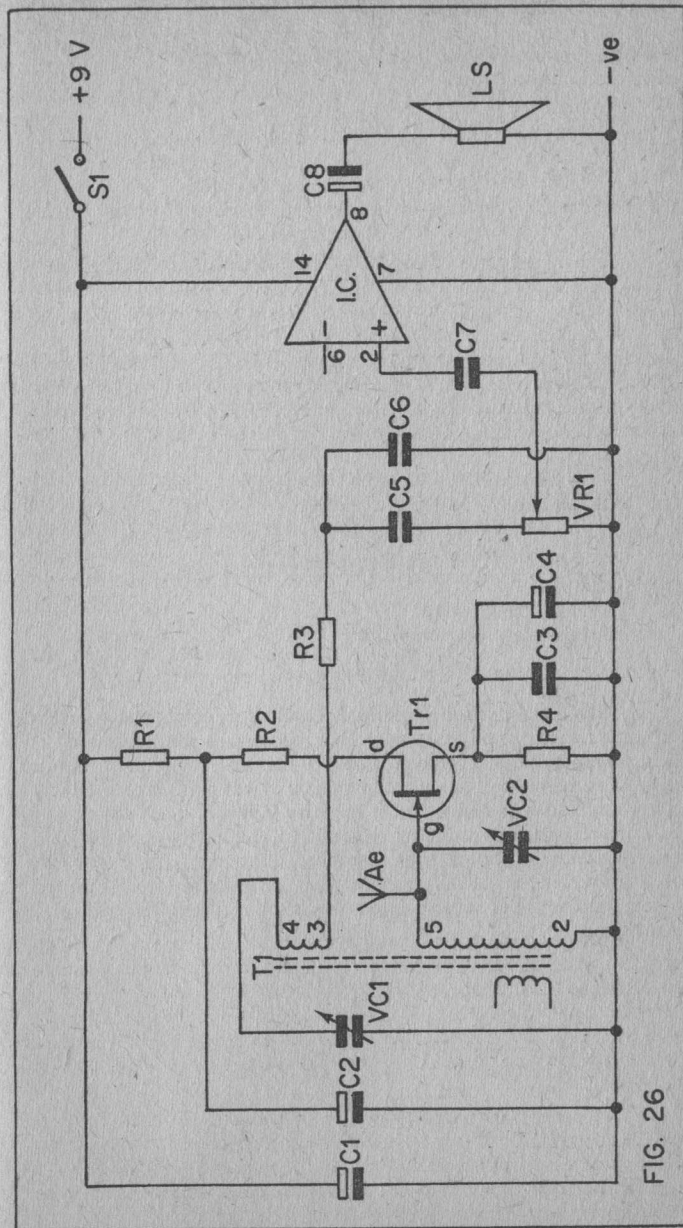 +9 V
S1
LS
C8
8
14
I.C.
7
−
+
6
2
C7
C6
C5
VR1
R3
C4
C3
R1
R2
d
Tr1
s
g
R4
VC2
Ae
4
3
5
2
T1
VC1
C2
C1
−ve
FIG. 26